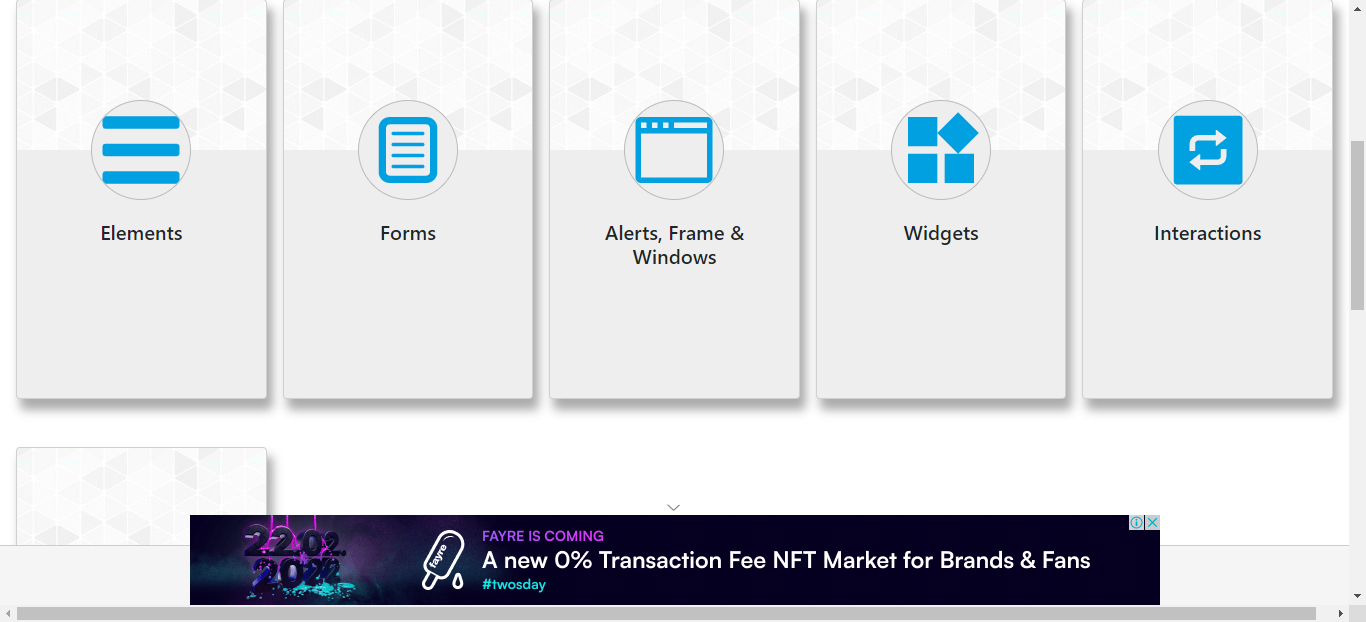 Elements
Forms
Alerts, Frame &
Windows
Widgets
Interactions
22.02.
2022
fayre
FAYRE IS COMING
A new 0% Transaction Fee NFT Market for Brands & Fans
#twosday